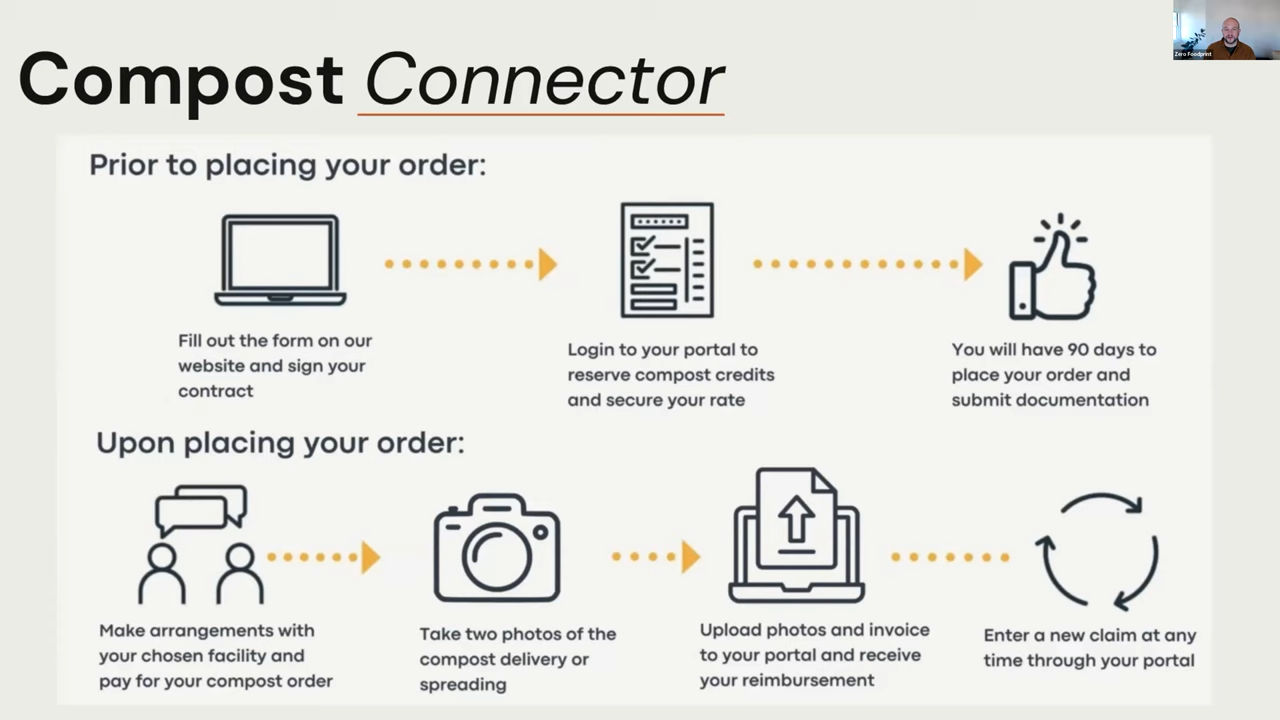 Compost Connector
Zero Foodprint
Prior to placing your order:
Fill out the form on our
website and sign your
contract
Login to your portal to
reserve compost credits
and secure your rate
You will have 90 days to
place your order and
submit documentation
Upon placing your order:
Make arrangements with
your chosen facility and
pay for your compost order
Take two photos of the
compost delivery or
spreading
Upload photos and invoice
to your portal and receive
your reimbursement
Enter a new claim at any
time through your portal